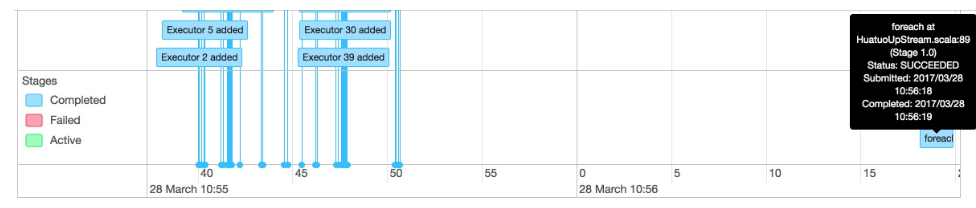 Executor 5 added
Executor 30 added
Executor 2 added
Executor 39 added
foreach at
HuatuoUpStream.scala:89
(Stage 1.0)
Status: SUCCEEDED
Submitted: 2017/03/28
10:56:18
Completed: 2017/03/28
10:56:19
Stages
Completed
Failed
Active
foreacl
40
45
50
55
0
5
10
15
28 March 10:55
28 March 10:56